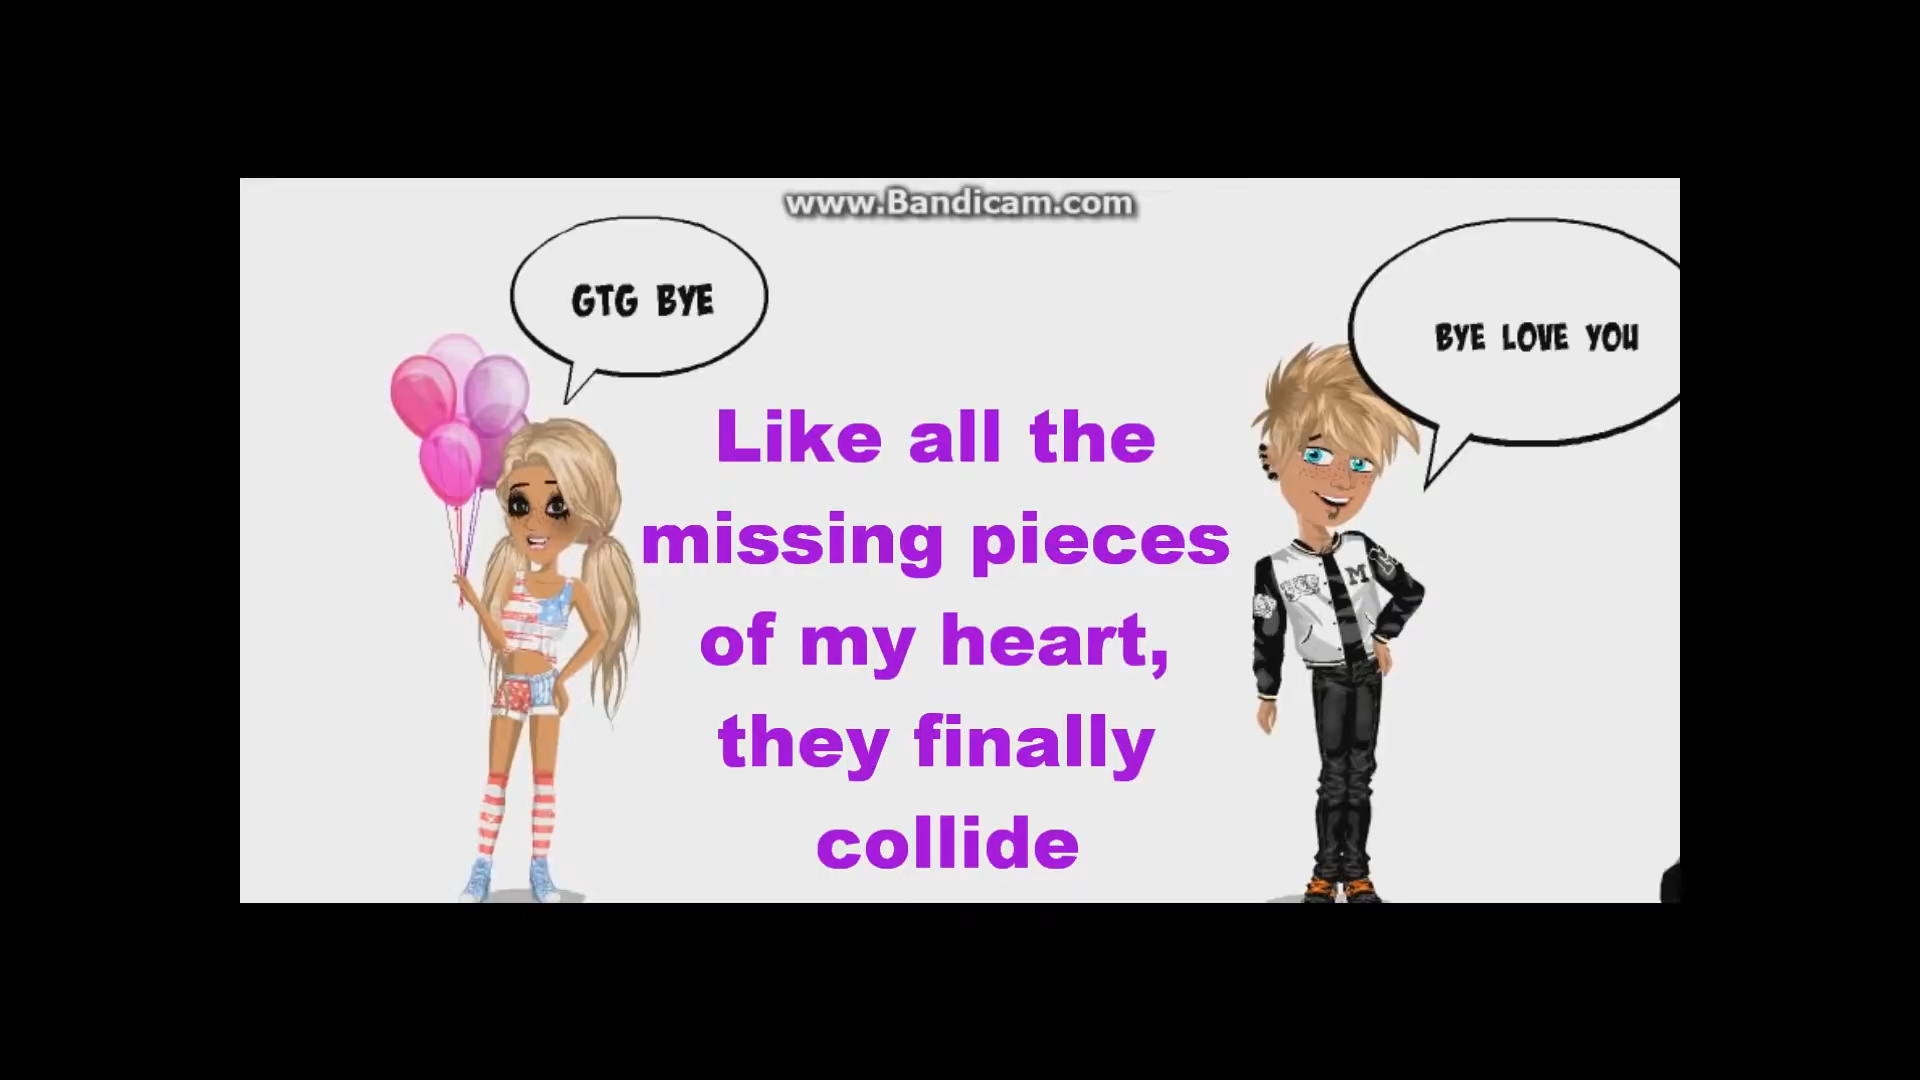 www.Bandicam.com
GTG BYE
BYE LOVE YOU
Like all the
missing pieces
of my heart,
they finally
collide
M